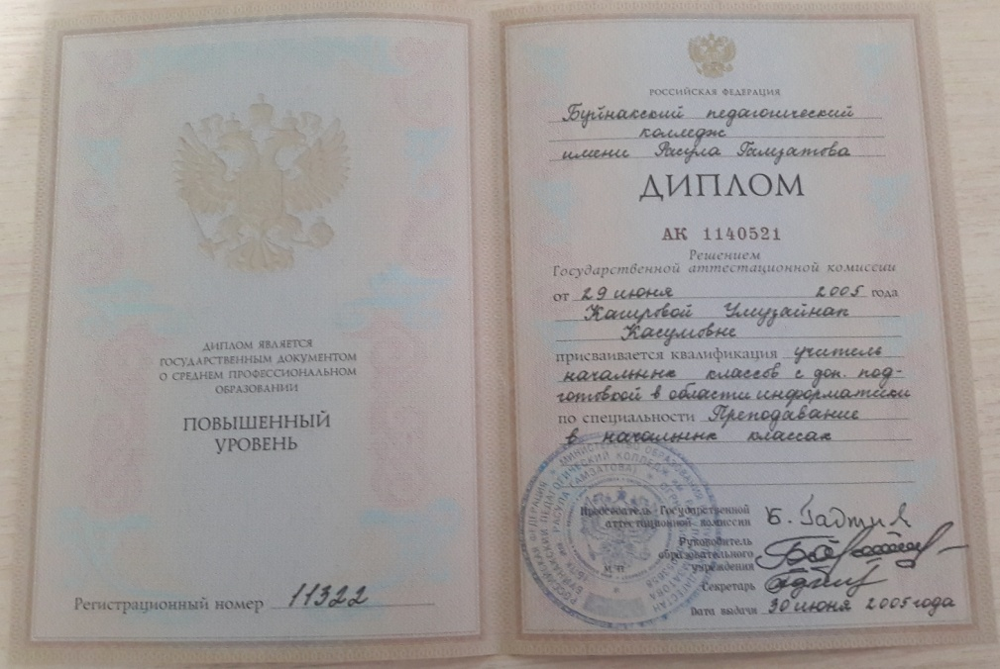 ДИПЛОМ ЯВЛЯЕТСЯ
ГОСУДАРСТВЕННЫМ ДОКУМЕНТОМ
О СРЕДНЕМ ПРОФЕССИОНАЛЬНОМ
ОБРАЗОВАНИИ
ПОВЫШЕННЫЙ
УРОВЕНЬ
Регистрационный номер 11322
РОССИЙСКАЯ ФЕДЕРАЦИЯ
Буйнакский педагогический
колледж
имени Расула Гамзатова
ДИПЛОМ
АК 1140521
Решением
Государственной аттестационной комиссии
от 29 июня 2005 года
Каировой Умузайнап
Касумовне
присваивается квалификация учитель
начальных классов с доп. под-
готовкой в области информатики
по специальности Преподавание
в начальных классах
Председатель Государственной
аттестационной комиссии
Руководитель
образовательного
учреждения
М.П.
Секретарь
Дата выдачи 30 июня 2005 года